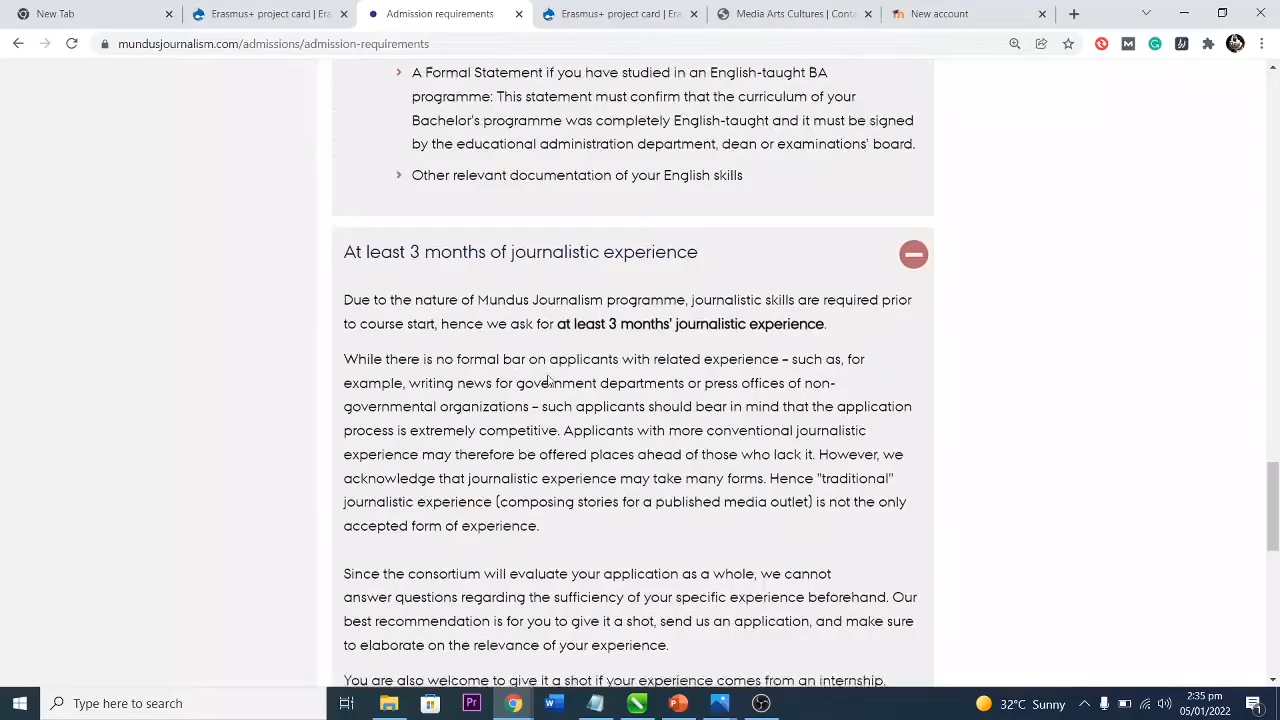 New Tab
Erasmus+ project card | Era
Admission requirements
Erasmus+ project card | Era
Media Arts Cultures | Conta
New account
mundusjournalism.com/admissions/admission-requirements
A Formal Statement if you have studied in an English-taught BA
programme: This statement must confirm that the curriculum of your
Bachelor's programme was completely English-taught and it must be signed
by the educational administration department, dean or examinations' board.
Other relevant documentation of your English skills
At least 3 months of journalistic experience
Due to the nature of Mundus Journalism programme, journalistic skills are required prior
to course start, hence we ask for at least 3 months' journalistic experience.
While there is no formal bar on applicants with related experience – such as, for
example, writing news for government departments or press offices of non-
governmental organizations – such applicants should bear in mind that the application
process is extremely competitive. Applicants with more conventional journalistic
experience may therefore be offered places ahead of those who lack it. However, we
acknowledge that journalistic experience may take many forms. Hence "traditional"
journalistic experience (composing stories for a published media outlet) is not the only
accepted form of experience.
Since the consortium will evaluate your application as a whole, we cannot
answer questions regarding the sufficiency of your specific experience beforehand. Our
best recommendation is for you to give it a shot, send us an application, and make sure
to elaborate on the relevance of your experience.
You are also welcome to give it a shot if your experience comes from an internship,
Type here to search
Pr
W
P
32°C Sunny
2:35 pm
05/01/2022
1